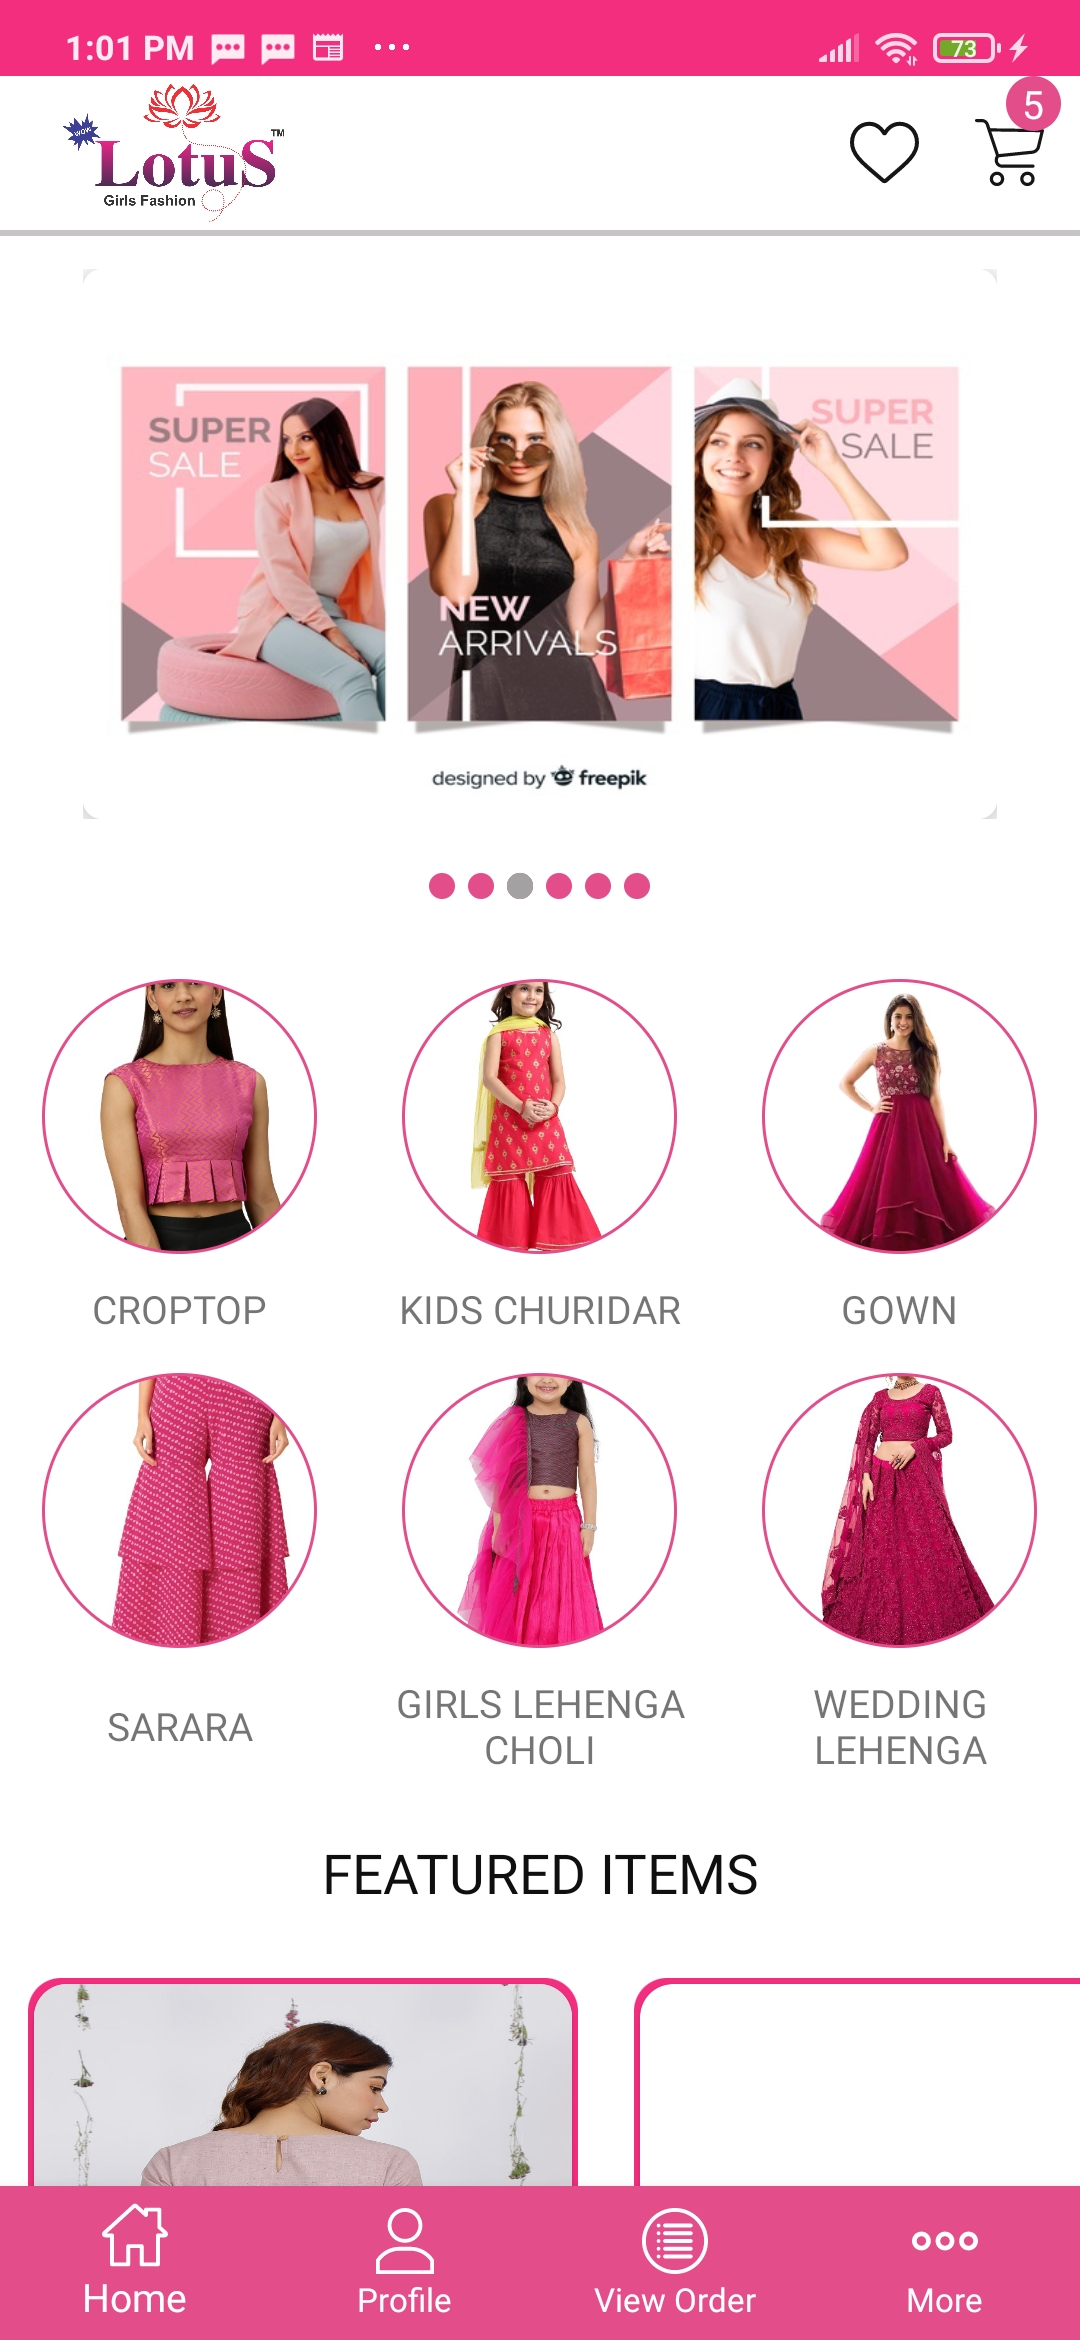 1:01 PM
73
5
WOW
LotuS™
Girls Fashion
SUPER
SALE
NEW
ARRIVALS
SUPER
SALE
designed by freepik
CROPTOP
KIDS CHURIDAR
GOWN
SARARA
GIRLS LEHENGA
CHOLI
WEDDING
LEHENGA
FEATURED ITEMS
Home
Profile
View Order
More